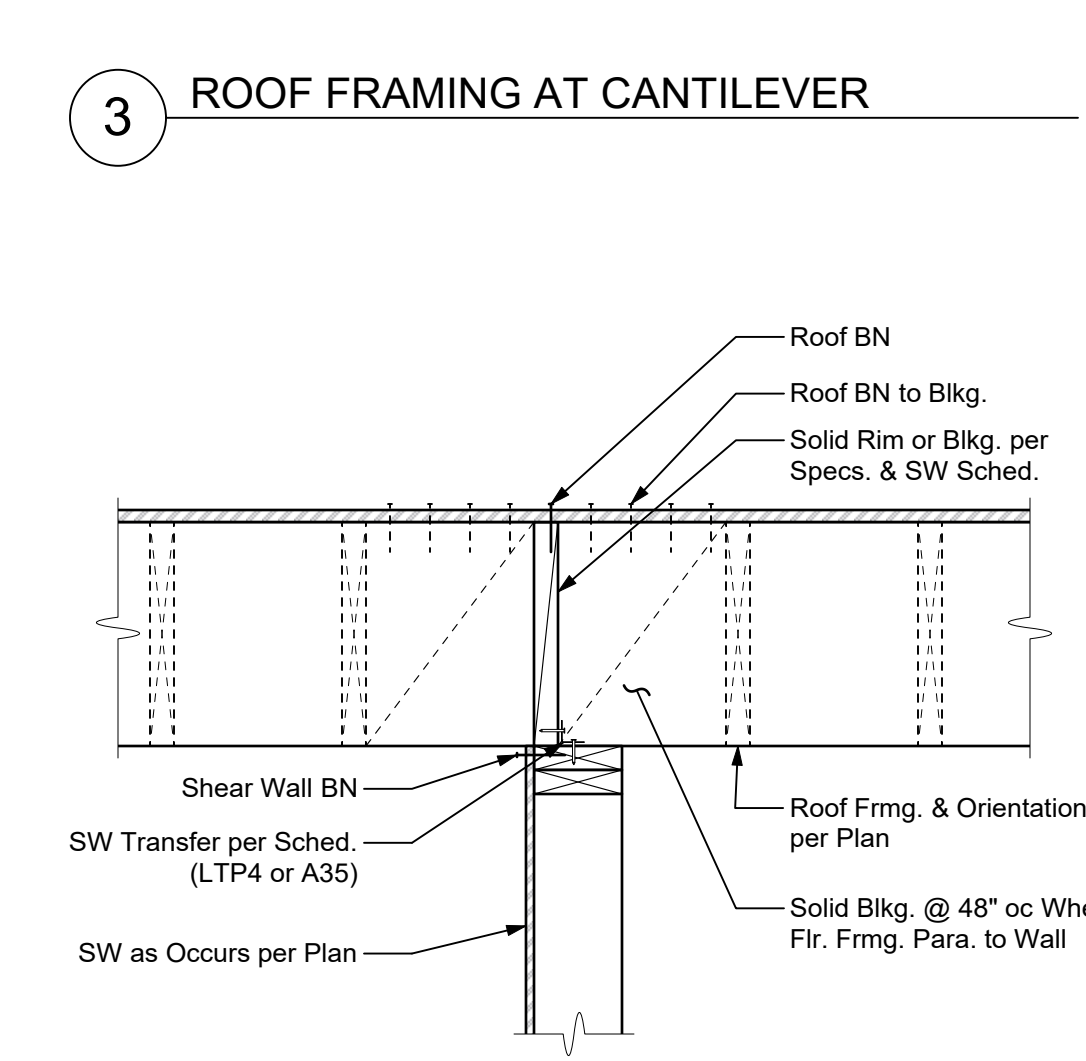 3
ROOF FRAMING AT CANTILEVER
Roof BN
Roof BN to Blkg.
Solid Rim or Blkg. per
Specs. & SW Sched.
Shear Wall BN
SW Transfer per Sched.
(LTP4 or A35)
SW as Occurs per Plan
Roof Frmg. & Orientation
per Plan
Solid Blkg. @ 48" oc Whe
Flr. Frmg. Para. to Wall